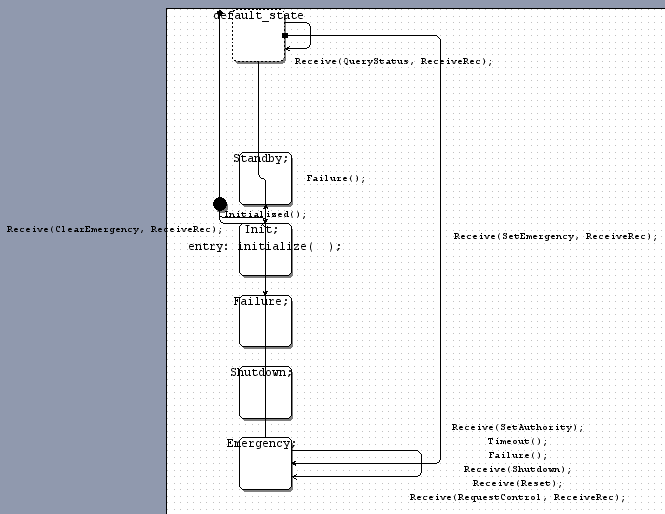 default_state
Receive(QueryStatus, ReceiveRec);
Standby;
Failure();
Initialized();
Receive(ClearEmergency, ReceiveRec);
Init;
Receive(SetEmergency, ReceiveRec);
entry: initialize(  );
Failure;
Shutdown;
Receive(SetAuthority);
Timeout();
Emergency;
Failure();
Receive(Shutdown);
Receive(Reset);
Receive(RequestControl, ReceiveRec);